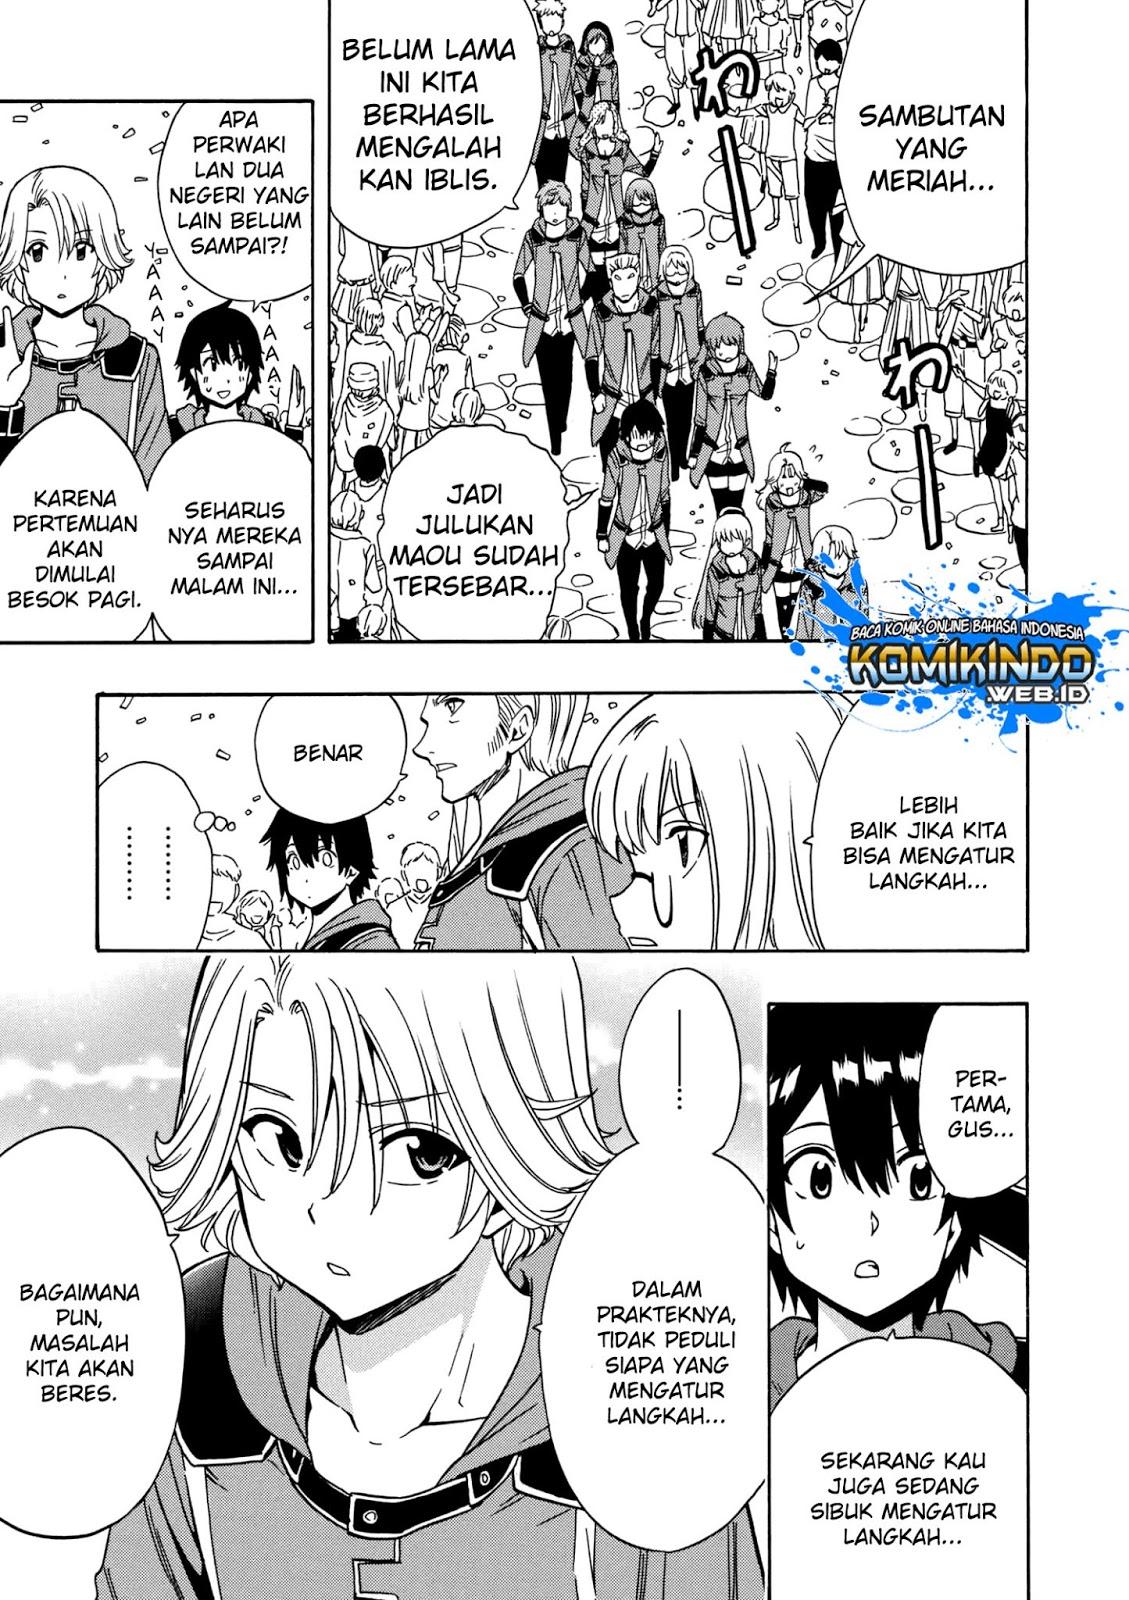 SAMBUTAN
YANG
MERIAH...
わー
わー
BELUM LAMA
INI KITA
BERHASIL
MENGALAH
KAN IBLIS.
JADI
JULUKAN
MAOU SUDAH
TERSEBAR...
APA
PERWAKI
LAN DUA
NEGERI YANG
LAIN BELUM
SAMPAI?!
YAAAAY
YAAAAY
SEHARUS
NYA MEREKA
SAMPAI
MALAM INI...
KARENA
PERTEMUAN
AKAN
DIMULAI
BESOK PAGI.
BACA KOMIK ONLINE BAHASA INDONESIA
KOMIKINDO
.WEB.ID
LEBIH
BAIK JIKA KITA
BISA MENGATUR
LANGKAH...
BENAR
PER-
TAMA,
GUS...
SEKARANG KAU
JUGA SEDANG
SIBUK MENGATUR
LANGKAH...
DALAM
PRAKTEKNYA,
TIDAK PEDULI
SIAPA YANG
MENGATUR
LANGKAH...
BAGAIMANA
PUN,
MASALAH
KITA AKAN
BERES.